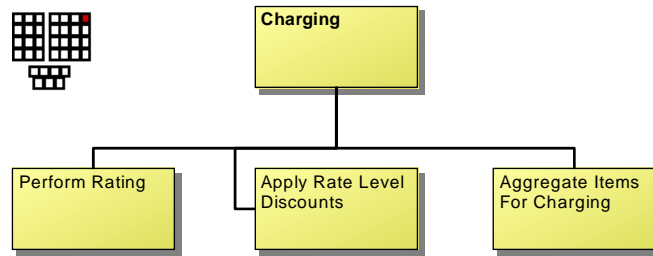 Charging
Perform Rating
Apply Rate Level
Discounts
Aggregate Items
For Charging